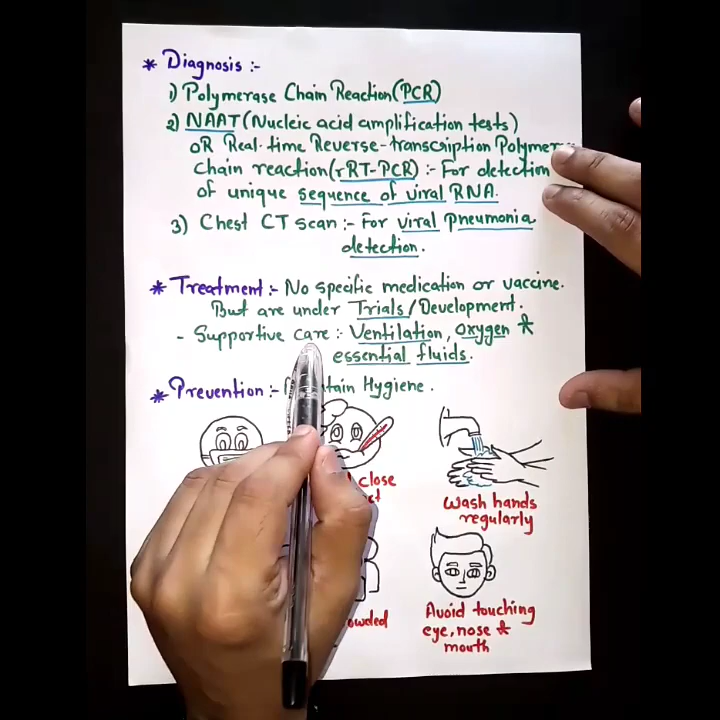 * Diagnosis :-
1) Polymerase Chain Reaction (PCR)
2) NAAT (Nucleic acid amplification tests)
OR Real-time Reverse-transcription
Chain reaction (rRT-PCR) :- For detection
of unique sequence of viral RNA.
3) Chest CT scan :- For viral pneumonia
detection.
* Treatment :- No specific medication or vaccine.
But are under Trials/Development.
- Supportive care :- Ventilation, oxygen &
essential fluids.
* Prevention :- Hygiene.
close
Wash hands
regularly
Avoid touching
eye, nose &
mouth